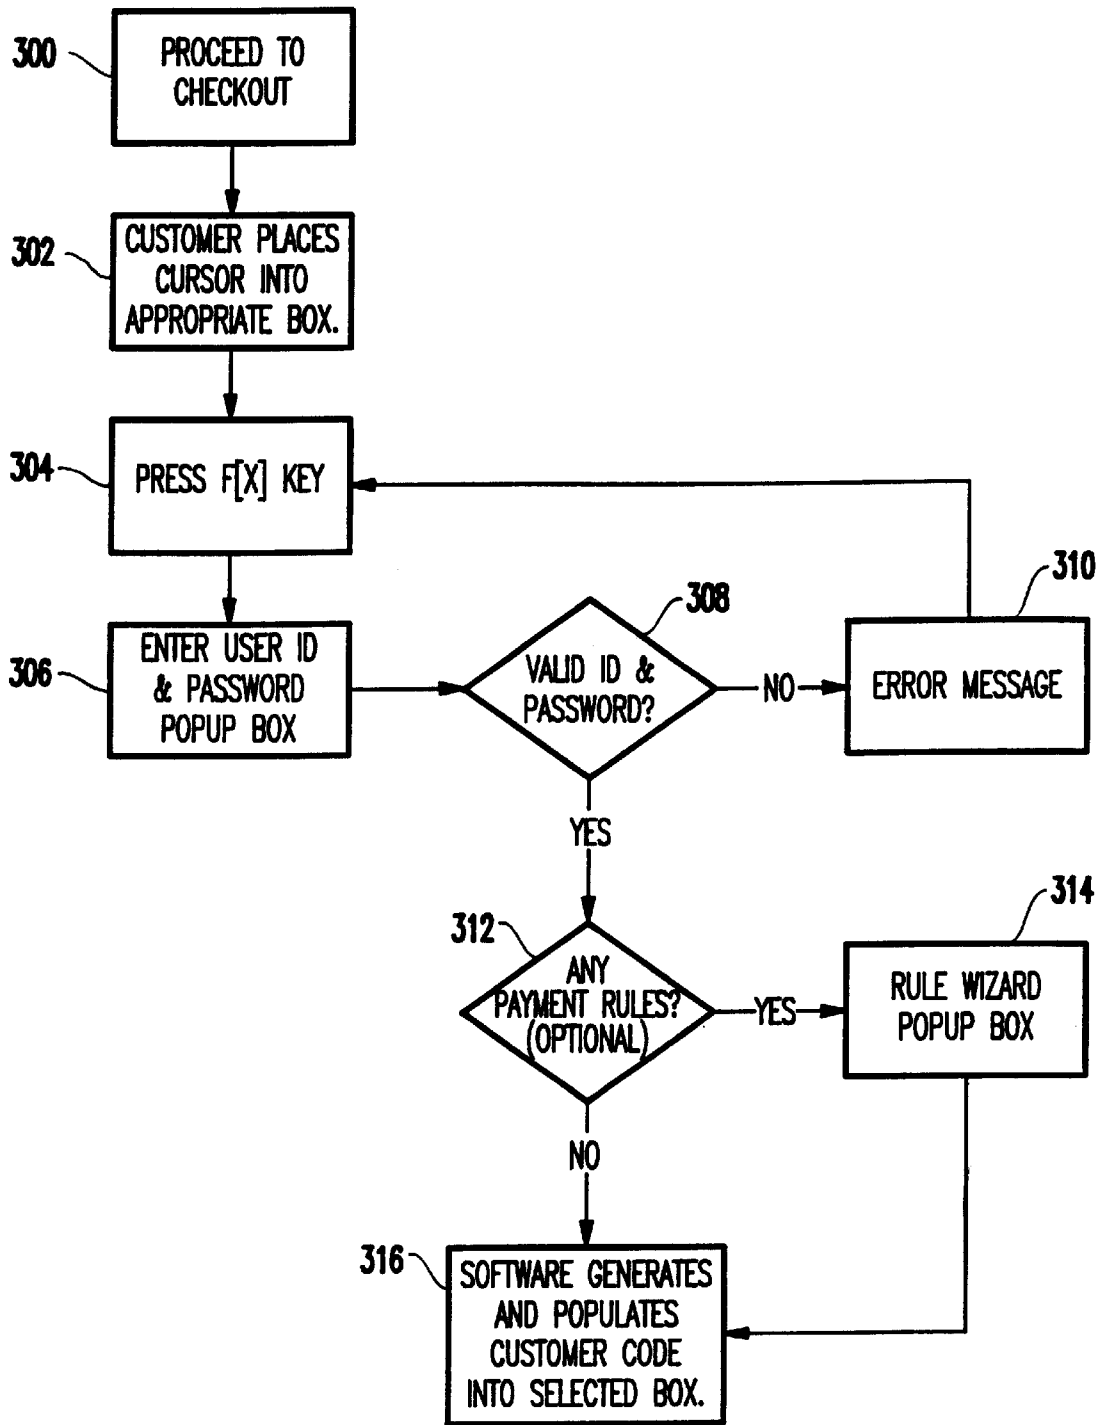 300
PROCEED TO
CHECKOUT
302
CUSTOMER PLACES
CURSOR INTO
APPROPRIATE BOX.
304
PRESS F[X] KEY
306
ENTER USER ID
& PASSWORD
POPUP BOX
308
VALID ID &
PASSWORD?
NO
310
ERROR MESSAGE
YES
312
ANY
PAYMENT RULES?
(OPTIONAL)
YES
314
RULE WIZARD
POPUP BOX
NO
316
SOFTWARE GENERATES
AND POPULATES
CUSTOMER CODE
INTO SELECTED BOX.